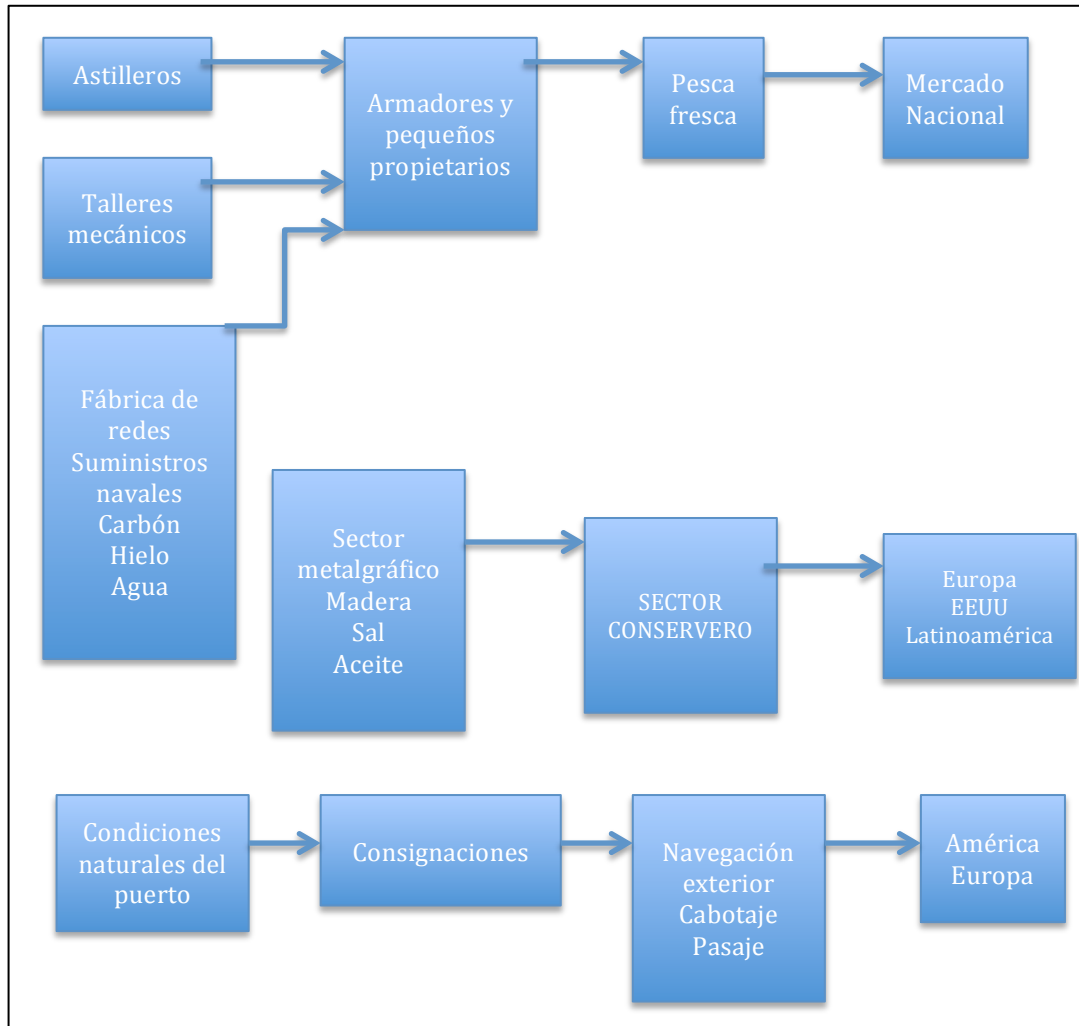 Astilleros
Armadores y
pequeños
propietarios
Pesca
fresca
Mercado
Nacional
Talleres
mecánicos
Fábrica de
redes
Suministros
navales
Carbón
Hielo
Agua
Sector
metalgráfico
Madera
Sal
Aceite
SECTOR
CONSERVERO
Europa
EEUU
Latinoamérica
Condiciones
naturales del
puerto
Consignaciones
Navegación
exterior
Cabotaje
Pasaje
América
Europa